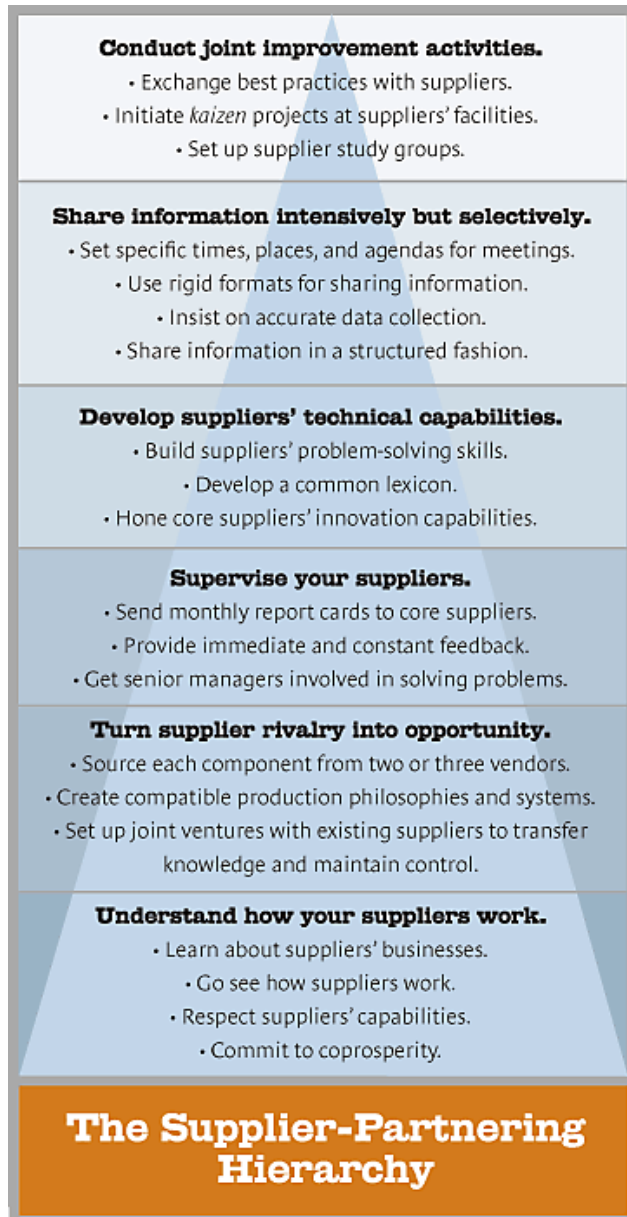 Conduct joint improvement activities.
• Exchange best practices with suppliers.
• Initiate kaizen projects at suppliers’ facilities.
• Set up supplier study groups.
Share information intensively but selectively.
• Set specific times, places, and agendas for meetings.
• Use rigid formats for sharing information.
• Insist on accurate data collection.
• Share information in a structured fashion.
Develop suppliers’ technical capabilities.
• Build suppliers’ problem-solving skills.
• Develop a common lexicon.
• Hone core suppliers’ innovation capabilities.
Supervise your suppliers.
• Send monthly report cards to core suppliers.
• Provide immediate and constant feedback.
• Get senior managers involved in solving problems.
Turn supplier rivalry into opportunity.
• Source each component from two or three vendors.
• Create compatible production philosophies and systems.
• Set up joint ventures with existing suppliers to transfer
knowledge and maintain control.
Understand how your suppliers work.
• Learn about suppliers’ businesses.
• Go see how suppliers work.
• Respect suppliers’ capabilities.
• Commit to coprosperity.
The Supplier-Partnering
Hierarchy